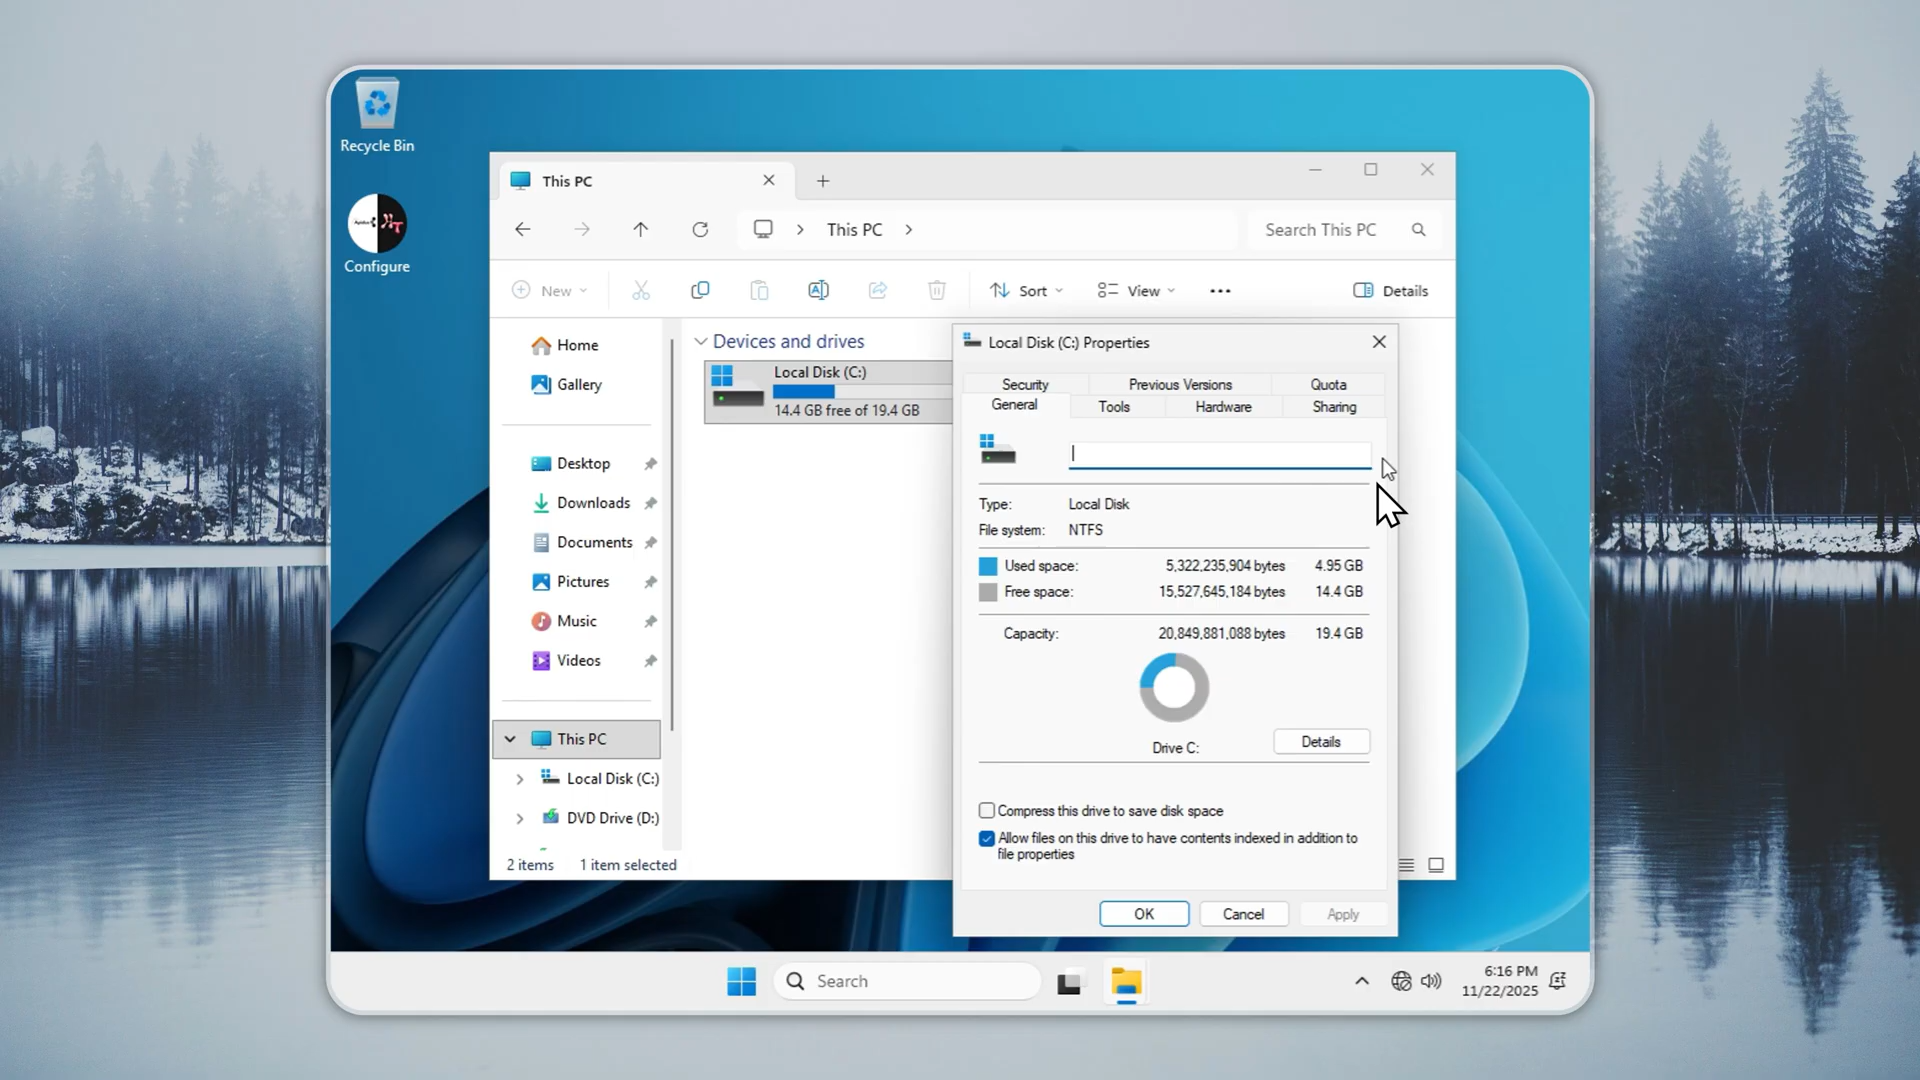 Recycle Bin
Configure
This PC
This PC
Search This PC
New
Sort
View
Details
Home
Gallery
Desktop
Downloads
Documents
Pictures
Music
Videos
This PC
Local Disk (C:)
DVD Drive (D:)
2 items
1 item selected
Devices and drives
Local Disk (C:)
14.4 GB free of 19.4 GB
Local Disk (C:) Properties
Security
Previous Versions
Quota
General
Tools
Hardware
Sharing
Type: Local Disk
File system: NTFS
Used space: 5,322,235,904 bytes 4.95 GB
Free space: 15,527,645,184 bytes 14.4 GB
Capacity: 20,849,881,088 bytes 19.4 GB
Drive C:
Details
Compress this drive to save disk space
Allow files on this drive to have contents indexed in addition to
file properties
OK
Cancel
Apply
Search
6:16 PM
11/22/2025